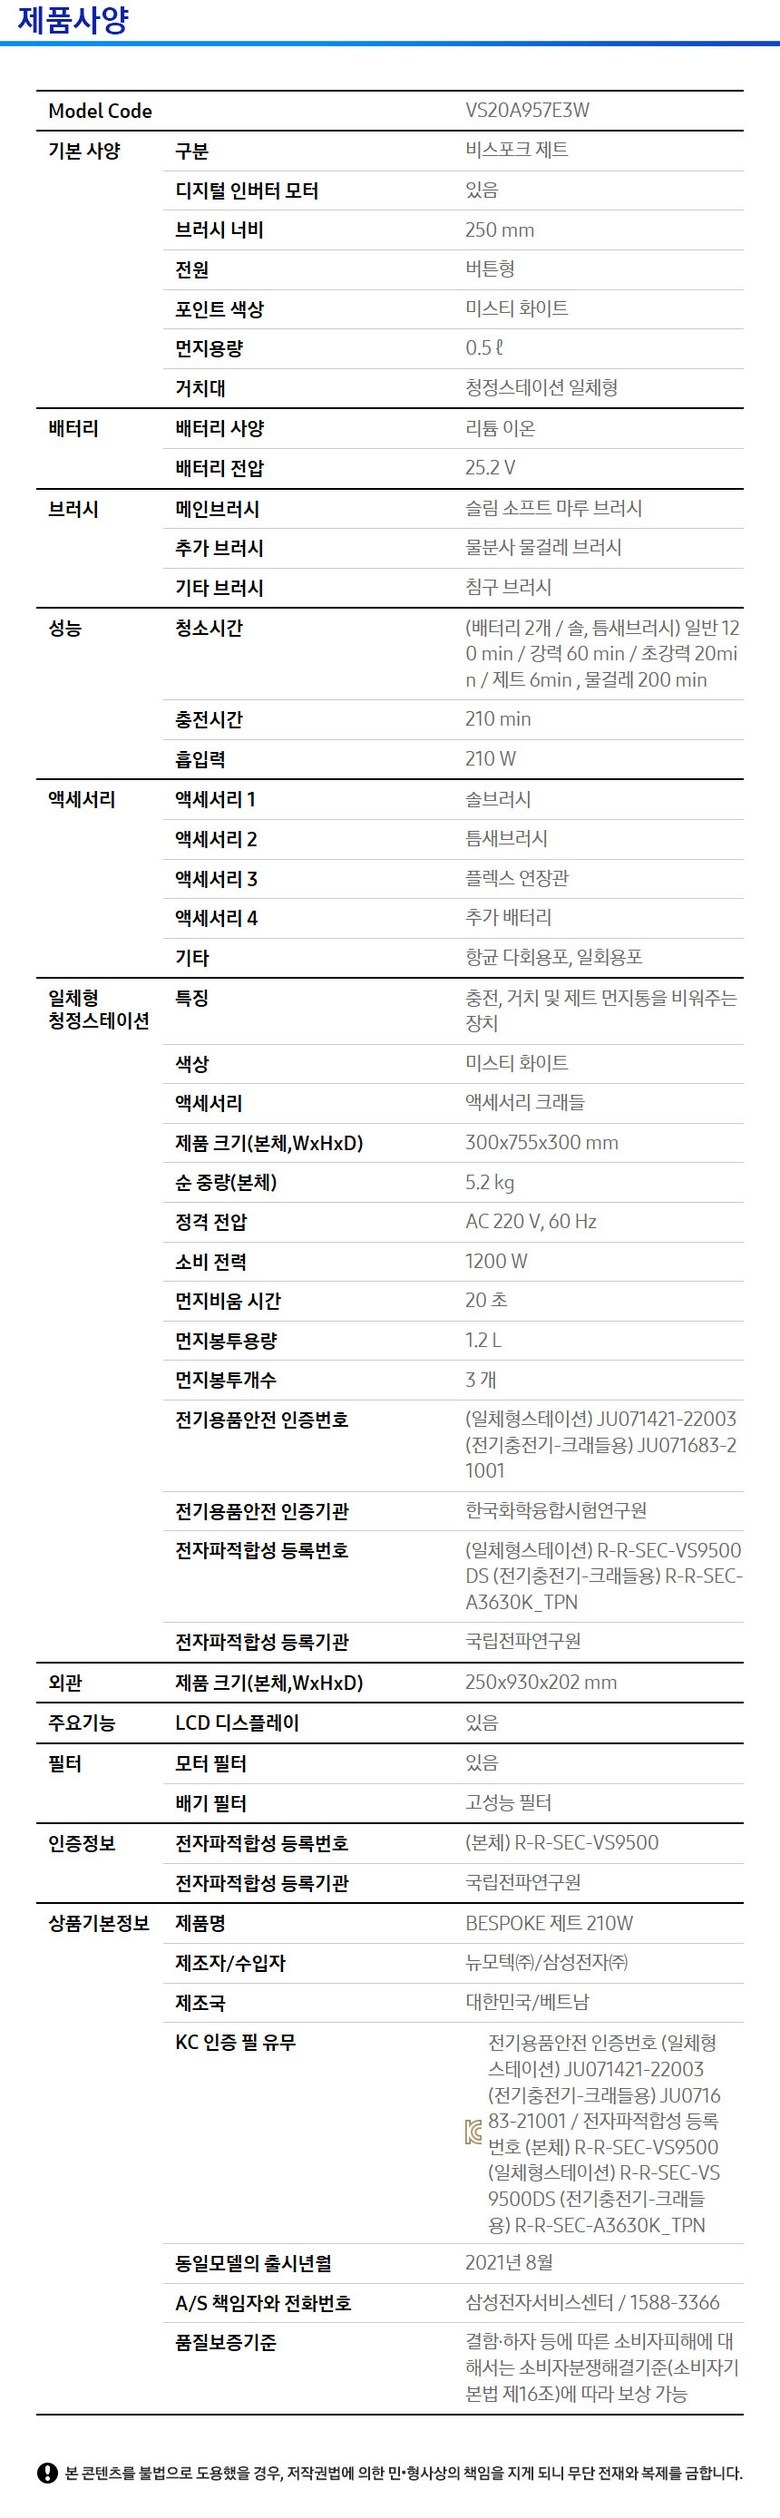 제품사양
Model Code VS20A957E3W
기본 사양 구분 비스포크 제트
디지털 인버터 모터 있음
브러시 너비 250 mm
전원 버튼형
포인트 색상 미스티 화이트
먼지용량 0.5 ℓ
거치대 청정스테이션 일체형
배터리 배터리 사양 리튬 이온
배터리 전압 25.2 V
브러시 메인브러시 슬림 소프트 마루 브러시
추가 브러시 물분사 물걸레 브러시
기타 브러시 침구 브러시
성능 청소시간 (배터리 2개 / 솔, 틈새브러시) 일반 12
0 min / 강력 60 min / 초강력 20mi
n / 제트 6min , 물걸레 200 min
충전시간 210 min
흡입력 210 W
액세서리 액세서리 1 솔브러시
액세서리 2 틈새브러시
액세서리 3 플렉스 연장관
액세서리 4 추가 배터리
기타 항균 다회용포, 일회용포
일체형 특징 충전, 거치 및 제트 먼지통을 비워주는
청정스테이션 장치
색상 미스티 화이트
액세서리 액세서리 크래들
제품 크기(본체,WxHxD) 300x755x300 mm
순 중량(본체) 5.2 kg
정격 전압 AC 220 V, 60 Hz
소비 전력 1200 W
먼지비움 시간 20 초
먼지봉투용량 1.2 L
먼지봉투개수 3 개
전기용품안전 인증번호 (일체형스테이션) JU071421-22003
(전기충전기-크래들용) JU071683-2
1001
전기용품안전 인증기관 한국화학융합시험연구원
전자파적합성 등록번호 (일체형스테이션) R-R-SEC-VS9500
DS (전기충전기-크래들용) R-R-SEC-
A3630K_TPN
전자파적합성 등록기관 국립전파연구원
외관 제품 크기(본체,WxHxD) 250x930x202 mm
주요기능 LCD 디스플레이 있음
필터 모터 필터 있음
배기 필터 고성능 필터
인증정보 전자파적합성 등록번호 (본체) R-R-SEC-VS9500
전자파적합성 등록기관 국립전파연구원
상품기본정보 제품명 BESPOKE 제트 210W
제조자/수입자 뉴모텍㈜/삼성전자㈜
제조국 대한민국/베트남
KC 인증 필 유무 전기용품안전 인증번호 (일체형
스테이션) JU071421-22003
(전기충전기-크래들용) JU0716
83-21001 / 전자파적합성 등록
번호 (본체) R-R-SEC-VS9500
(일체형스테이션) R-R-SEC-VS
9500DS (전기충전기-크래들
용) R-R-SEC-A3630K_TPN
동일모델의 출시년월 2021년 8월
A/S 책임자와 전화번호 삼성전자서비스센터 / 1588-3366
품질보증기준 결함·하자 등에 따른 소비자피해에 대
해서는 소비자분쟁해결기준(소비자기
본법 제16조)에 따라 보상 가능
본 콘텐츠를 불법으로 도용했을 경우, 저작권법에 의한 민•형사상의 책임을 지게 되니 무단 전재와 복제를 금합니다.